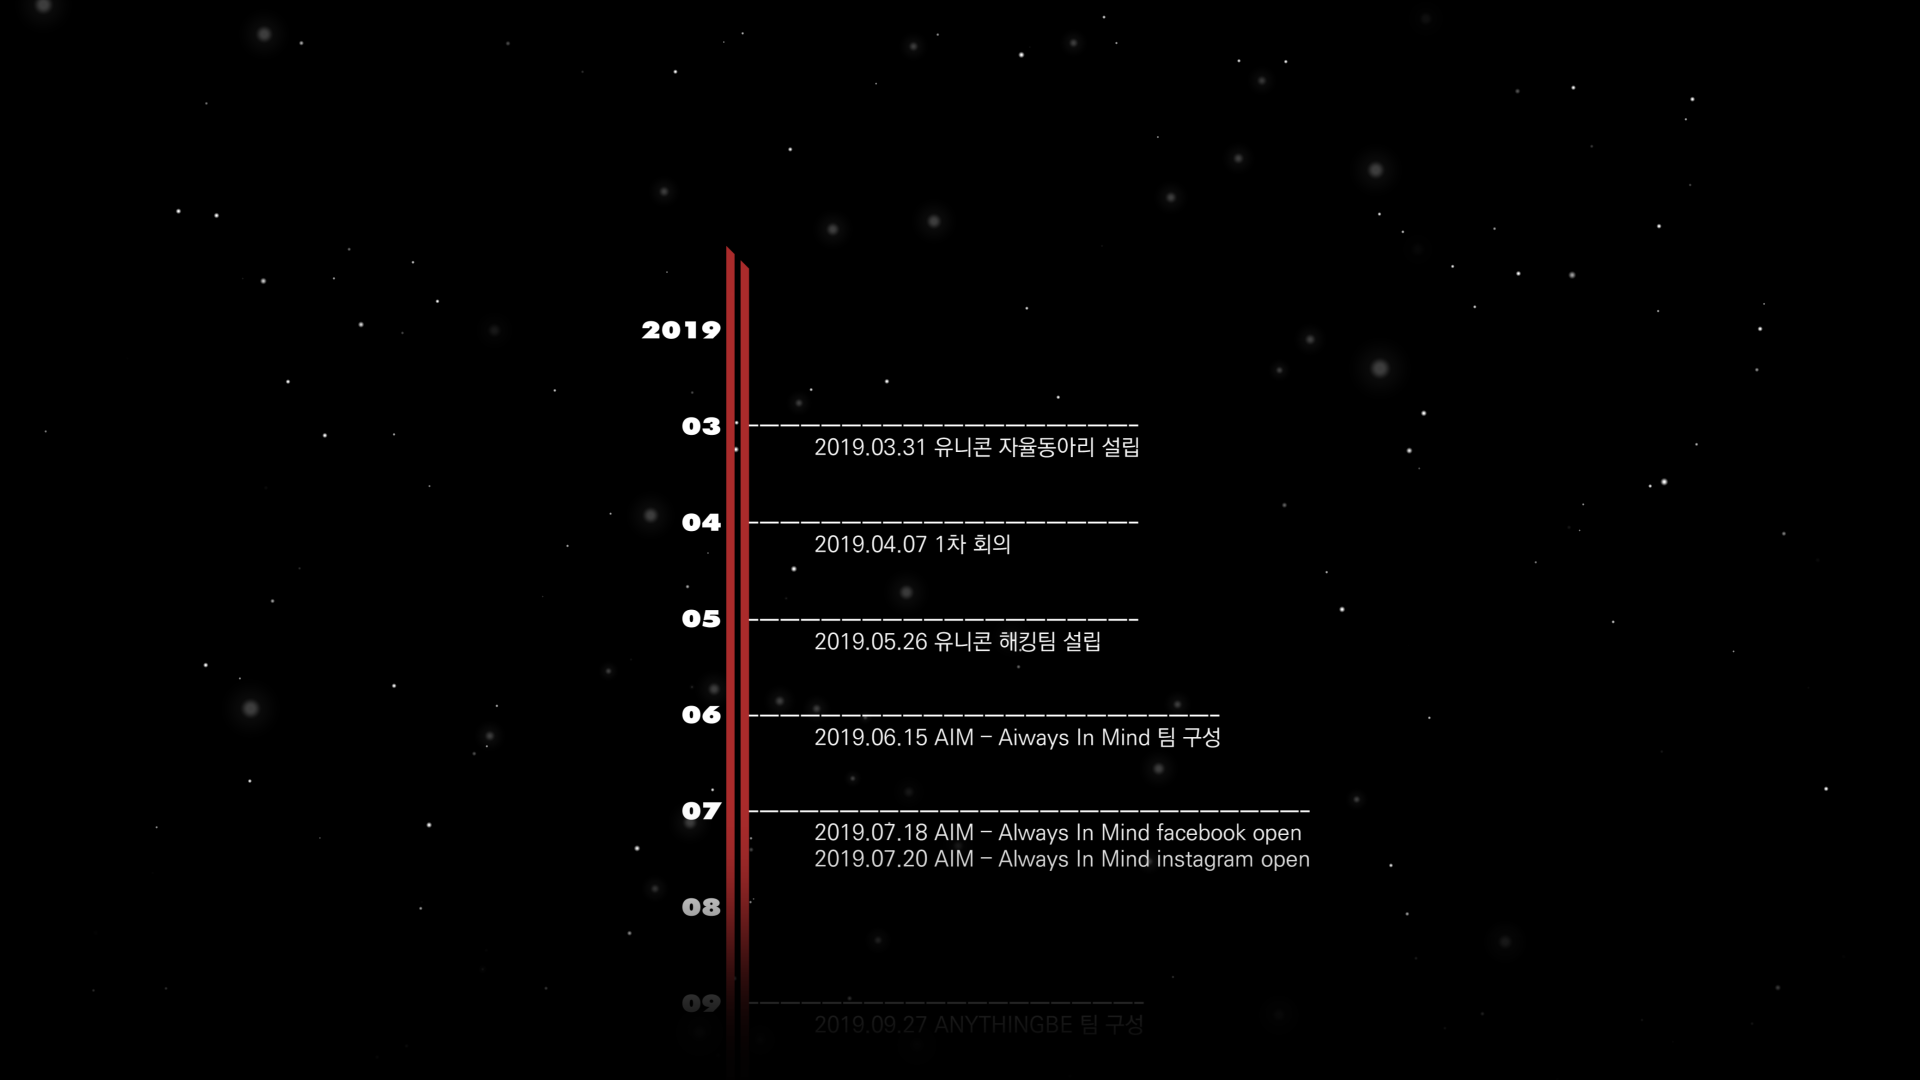 2019
03
2019.03.31 유니콘 자율동아리 설립
04
2019.04.07 1차 회의
05
2019.05.26 유니콘 해킹팀 설립
06
2019.06.15 AIM – Aiways In Mind 팀 구성
07
2019.07.18 AIM – Always In Mind facebook open
2019.07.20 AIM – Always In Mind instagram open
08
09
2019.09.27 ANYTHINGBE 팀 구성